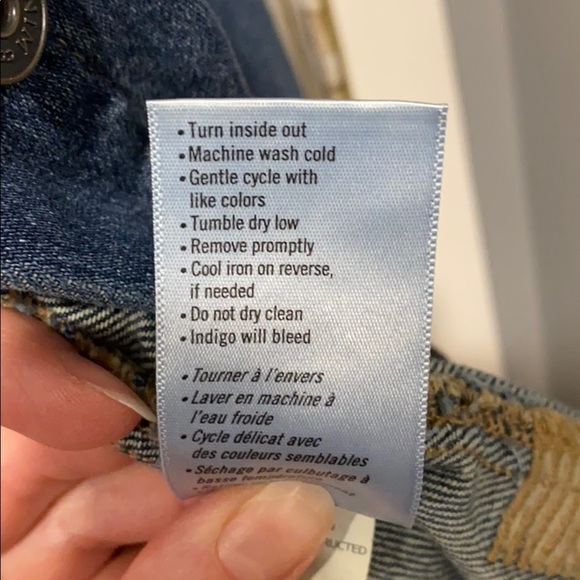 • Turn inside out
• Machine wash cold
• Gentle cycle with
like colors
• Tumble dry low
• Remove promptly
• Cool iron on reverse,
if needed
• Do not dry clean
• Indigo will bleed
• Tourner à l'envers
• Laver en machine à
l'eau froide
• Cycle délicat avec
des couleurs semblables
• Séchage par culbutage à
basse température